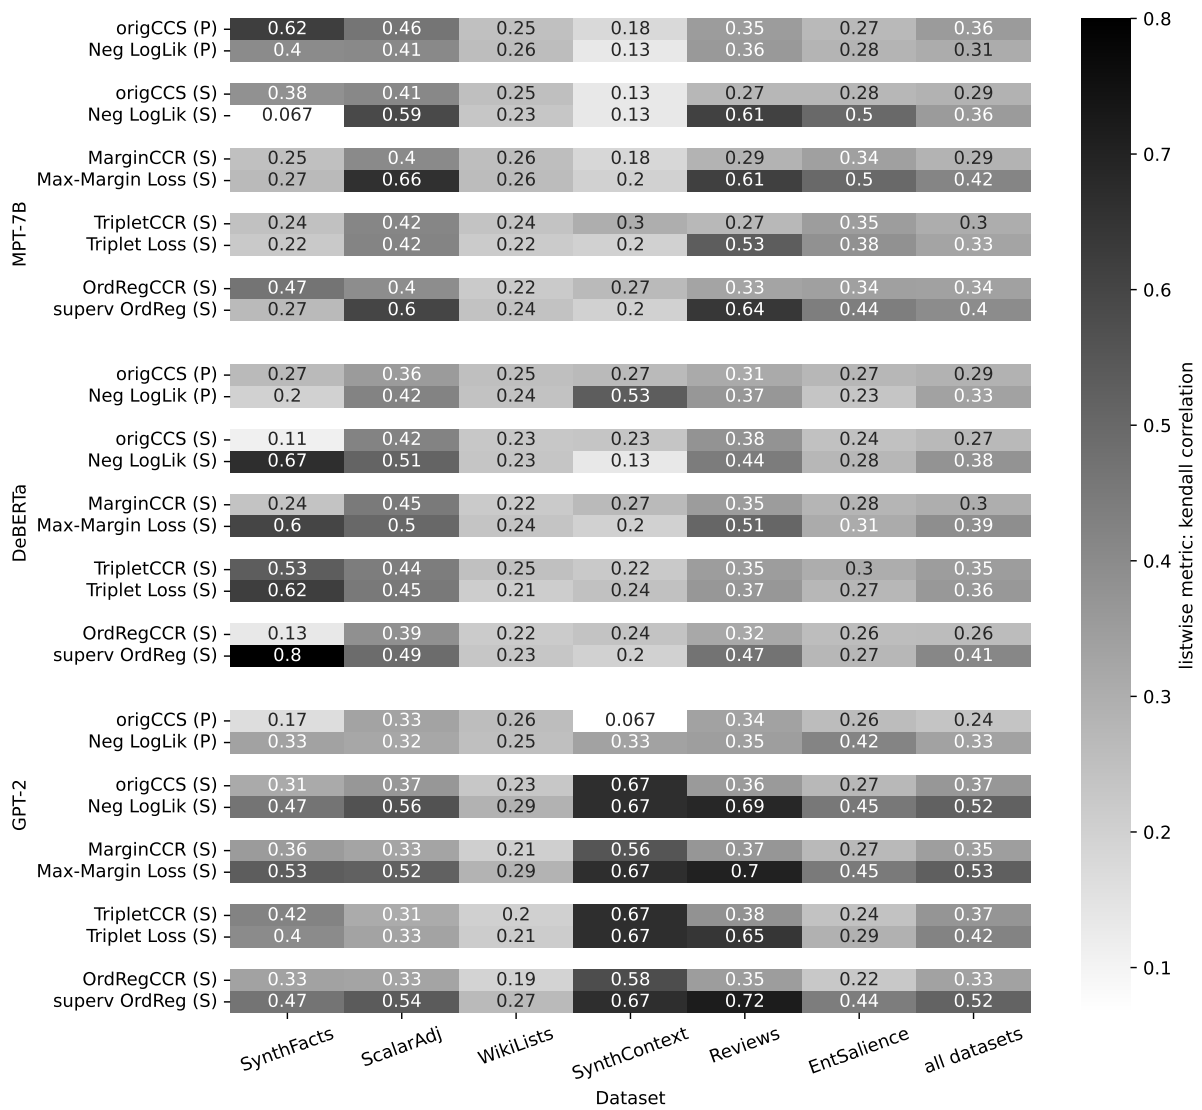 origCCS (P) 0.62 0.46 0.25 0.18 0.35 0.27 0.36
Neg LogLik (P) 0.4 0.41 0.26 0.13 0.36 0.28 0.31
origCCS (S) 0.38 0.41 0.25 0.13 0.27 0.28 0.29
Neg LogLik (S) 0.067 0.59 0.23 0.13 0.61 0.5 0.36
MarginCCR (S) 0.25 0.4 0.26 0.18 0.29 0.34 0.29
Max-Margin Loss (S) 0.27 0.66 0.26 0.2 0.61 0.5 0.42
TripletCCR (S) 0.24 0.42 0.24 0.3 0.27 0.35 0.3
Triplet Loss (S) 0.22 0.42 0.22 0.2 0.53 0.38 0.33
OrdRegCCR (S) 0.47 0.4 0.22 0.27 0.33 0.34 0.34
superv OrdReg (S) 0.27 0.6 0.24 0.2 0.64 0.44 0.4
MPT-7B
origCCS (P) 0.27 0.36 0.25 0.27 0.31 0.27 0.29
Neg LogLik (P) 0.2 0.42 0.24 0.53 0.37 0.23 0.33
origCCS (S) 0.11 0.42 0.23 0.23 0.38 0.24 0.27
Neg LogLik (S) 0.67 0.51 0.23 0.13 0.44 0.28 0.38
MarginCCR (S) 0.24 0.45 0.22 0.27 0.35 0.28 0.3
Max-Margin Loss (S) 0.6 0.5 0.24 0.2 0.51 0.31 0.39
TripletCCR (S) 0.53 0.44 0.25 0.22 0.35 0.3 0.35
Triplet Loss (S) 0.62 0.45 0.21 0.24 0.37 0.27 0.36
OrdRegCCR (S) 0.13 0.39 0.22 0.24 0.32 0.26 0.26
superv OrdReg (S) 0.8 0.49 0.23 0.2 0.47 0.27 0.41
DeBERTa
origCCS (P) 0.17 0.33 0.26 0.067 0.34 0.26 0.24
Neg LogLik (P) 0.33 0.32 0.25 0.33 0.35 0.42 0.33
origCCS (S) 0.31 0.37 0.23 0.67 0.36 0.27 0.37
Neg LogLik (S) 0.47 0.56 0.29 0.67 0.69 0.45 0.52
MarginCCR (S) 0.36 0.33 0.21 0.56 0.37 0.27 0.35
Max-Margin Loss (S) 0.53 0.52 0.29 0.67 0.7 0.45 0.53
TripletCCR (S) 0.42 0.31 0.2 0.67 0.38 0.24 0.37
Triplet Loss (S) 0.4 0.33 0.21 0.67 0.65 0.29 0.42
OrdRegCCR (S) 0.33 0.33 0.19 0.58 0.35 0.22 0.33
superv OrdReg (S) 0.47 0.54 0.27 0.67 0.72 0.44 0.52
GPT-2
SynthFacts ScalarAdj WikiLists SynthContext Reviews EntSalience all datasets
Dataset
0.8
0.7
0.6
0.5
0.4
0.3
0.2
0.1
listwise metric: kendall correlation